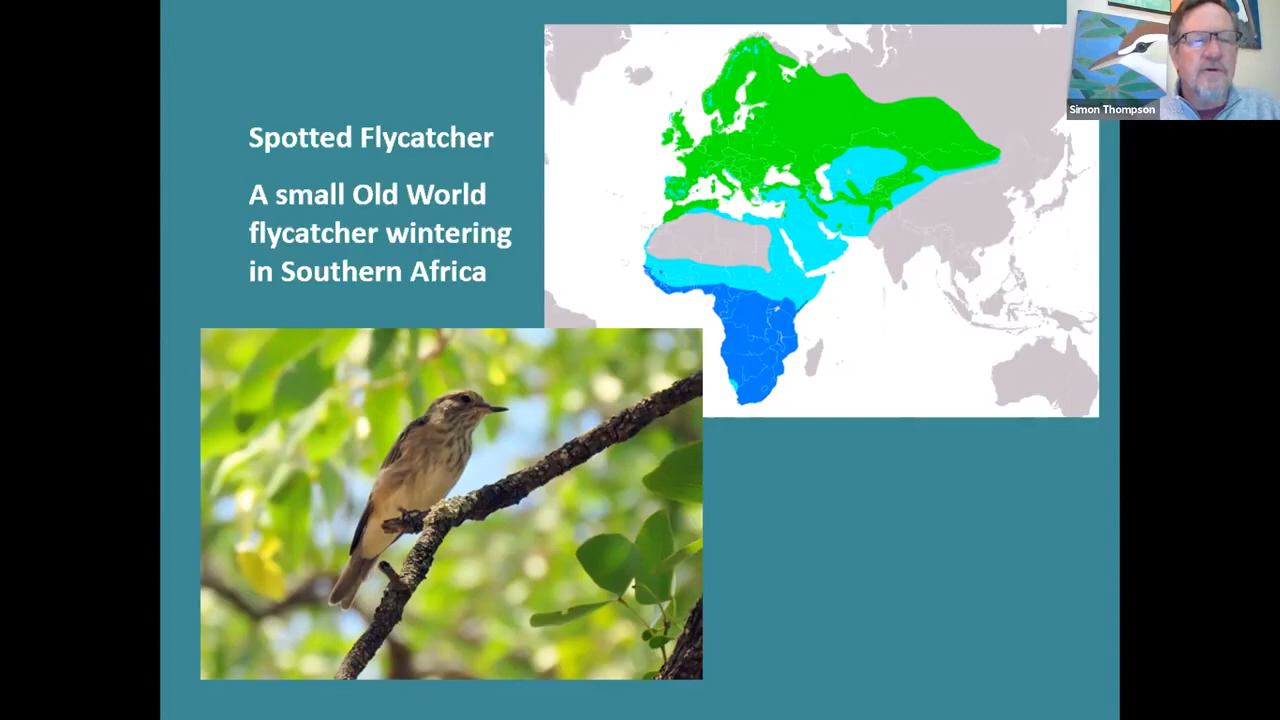 Spotted Flycatcher
A small Old World
flycatcher wintering
in Southern Africa
Simon Thompson